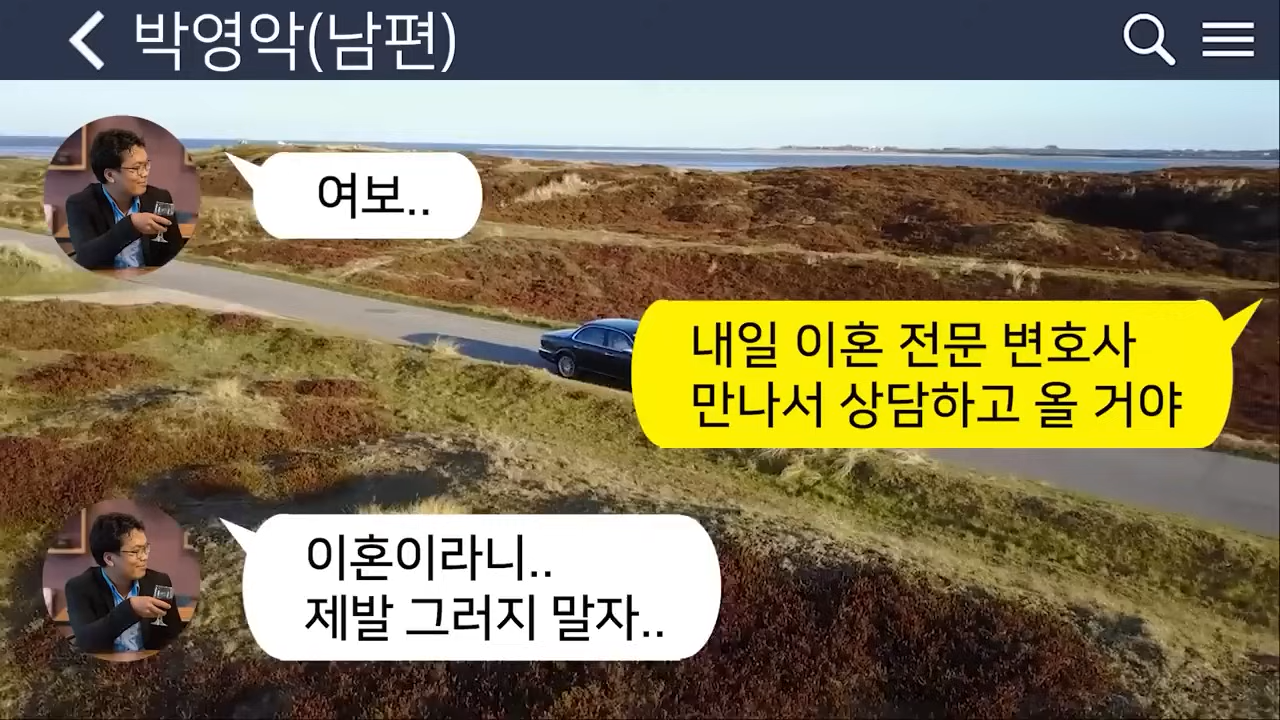 박영악(남편)
여보..
내일 이혼 전문 변호사
만나서 상담하고 올 거야
이혼이라니..
제발 그러지 말자..